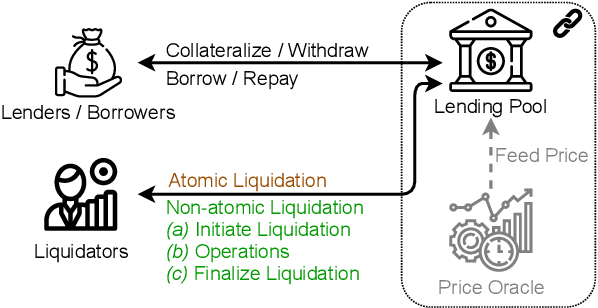 Collateralize / Withdraw
Borrow / Repay
Lenders / Borrowers
$
$
Lending Pool
Feed Price
Atomic Liquidation
Non-atomic Liquidation
(a) Initiate Liquidation
(b) Operations
(c) Finalize Liquidation
Liquidators
Price Oracle